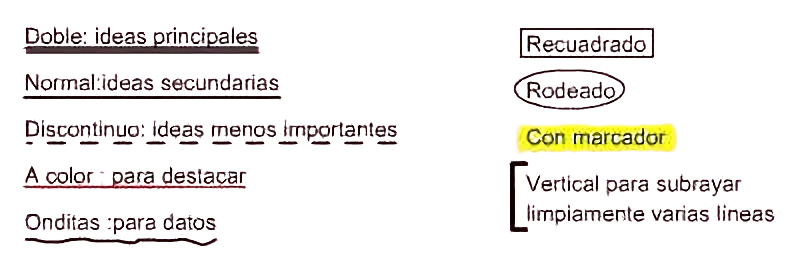 Doble: ideas principales
Normal:ideas secundarias
Discontinuo: ideas menos importantes
A color : para destacar
Onditas :para datos
Recuadrado
Rodeado
Con marcador
Vertical para subrayar
limpiamente varias lineas